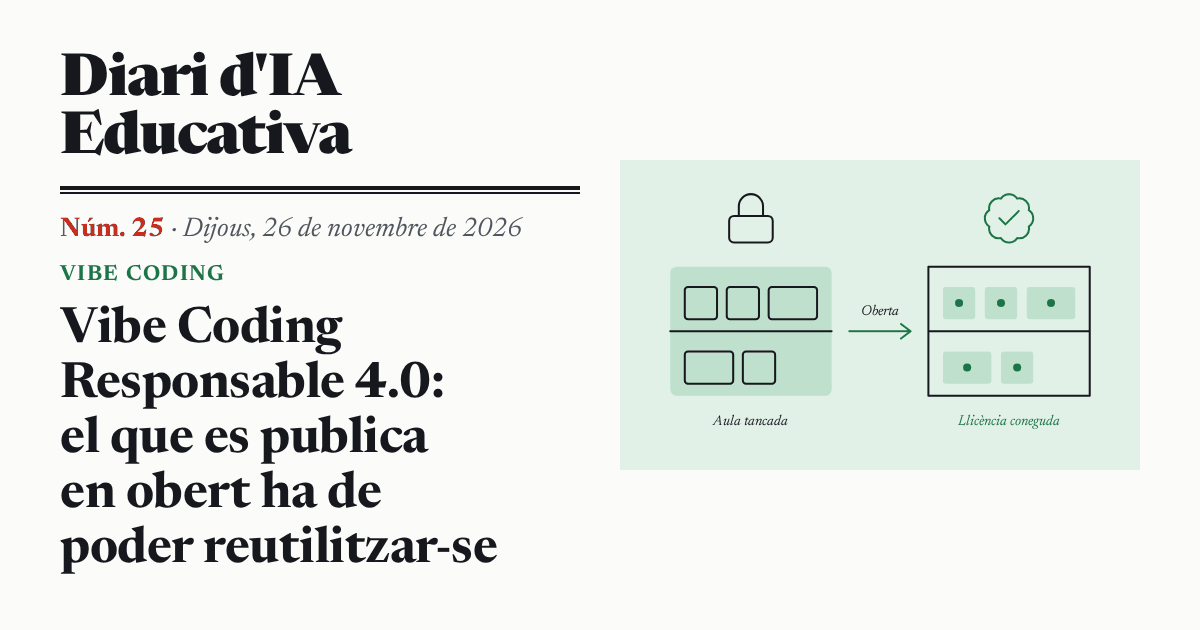 Diari d'IA
Educativa
Núm. 25 · Dijous, 26 de novembre de 2026
VIBE CODING
Vibe Coding
Responsable 4.0:
el que es publica
en obert ha de
poder reutilitzar-se
Oberta
Aula tancada
Llicència coneguda